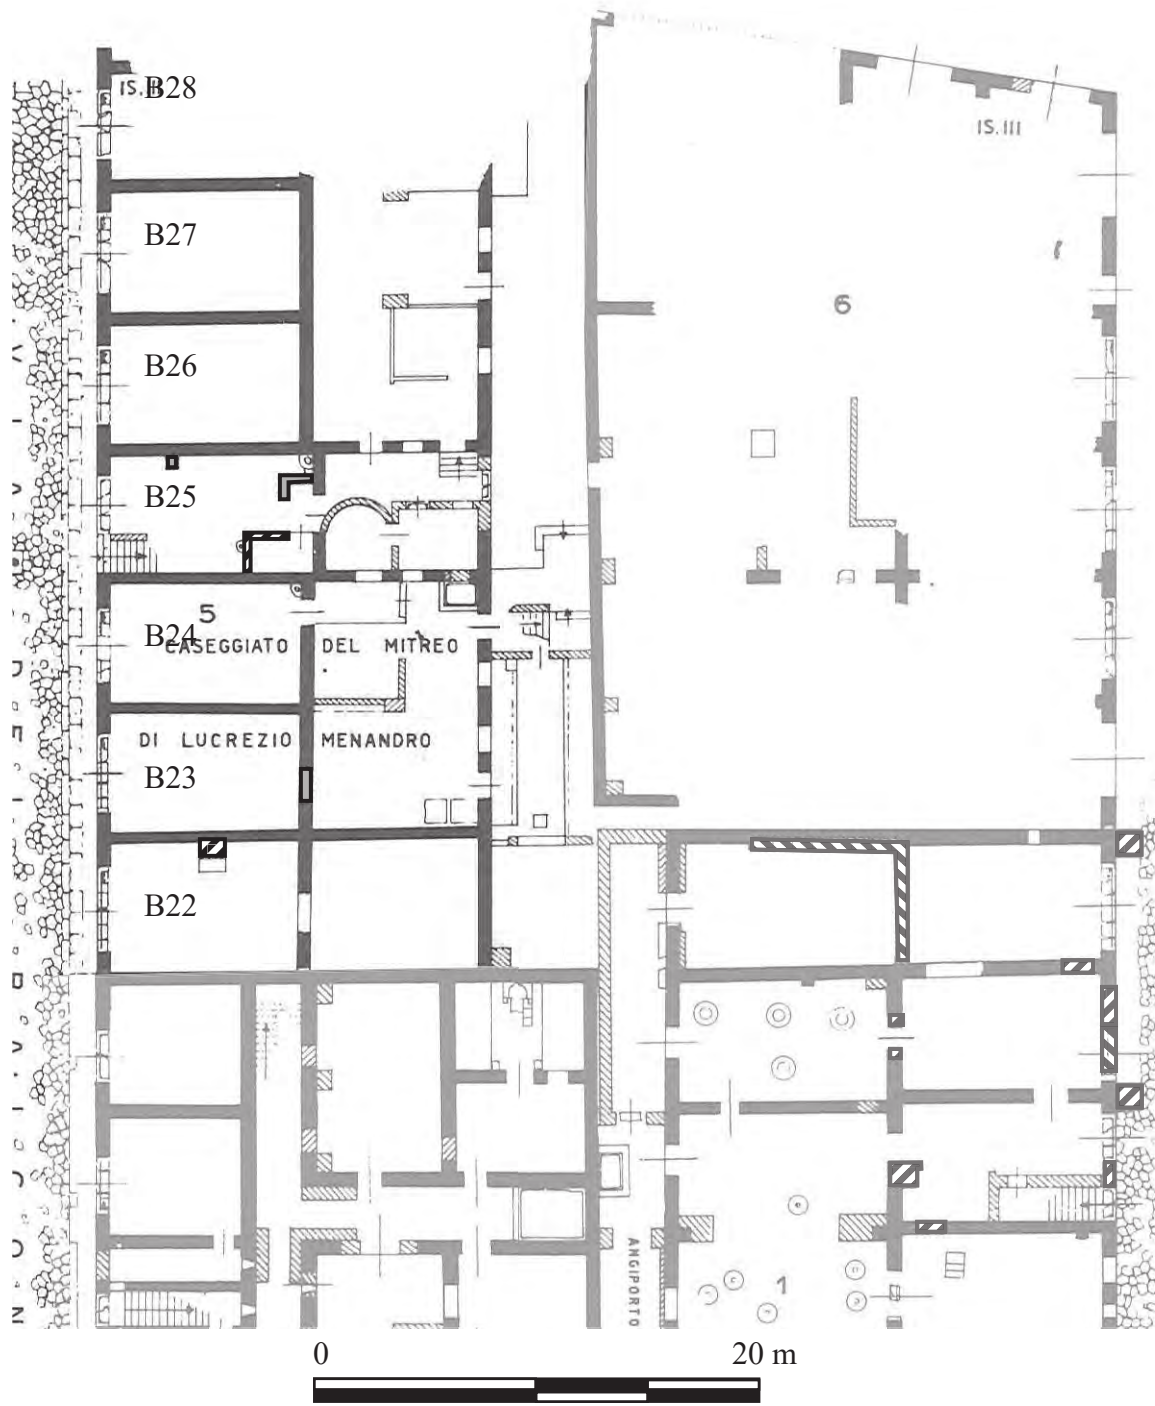 B28
IS. III
IS. III
B27
6
B26
B25
5
B24
CASEGGIATO DEL MITREO
DI LUCREZIO MENANDRO
B23
B22
ANGIPORTO
1
0 20 m